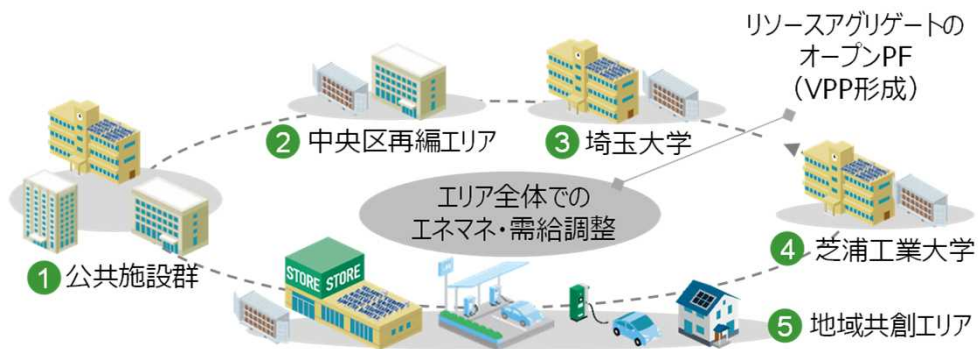 リソースアグリゲートの
オープンPF
（VPP形成）
2 中央区再編エリア
3 埼玉大学
エリア全体での
エネマネ・需給調整
4 芝浦工業大学
1 公共施設群
STORE STORE
5 地域共創エリア